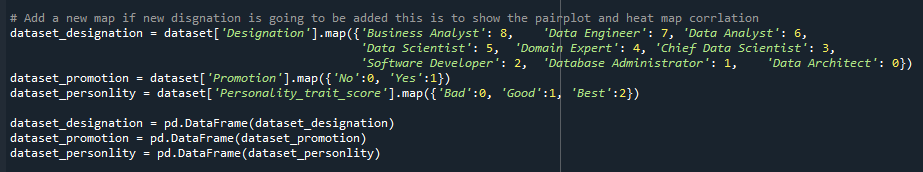 # Add a new map if new disgnation is going to be added this is to show the pairplot and heat map corrlation
dataset_designation = dataset['Designation'].map({'Business Analyst': 8,    'Data Engineer': 7, 'Data Analyst': 6,
'Data Scientist': 5,  'Domain Expert': 4, 'Chief Data Scientist': 3,
'Software Developer': 2,  'Database Administrator': 1,    'Data Architect': 0})
dataset_promotion = dataset['Promotion'].map({'No':0, 'Yes':1})
dataset_personlity = dataset['Personality_trait_score'].map({'Bad':0, 'Good':1, 'Best':2})
dataset_designation = pd.DataFrame(dataset_designation)
dataset_promotion = pd.DataFrame(dataset_promotion)
dataset_personlity = pd.DataFrame(dataset_personlity)